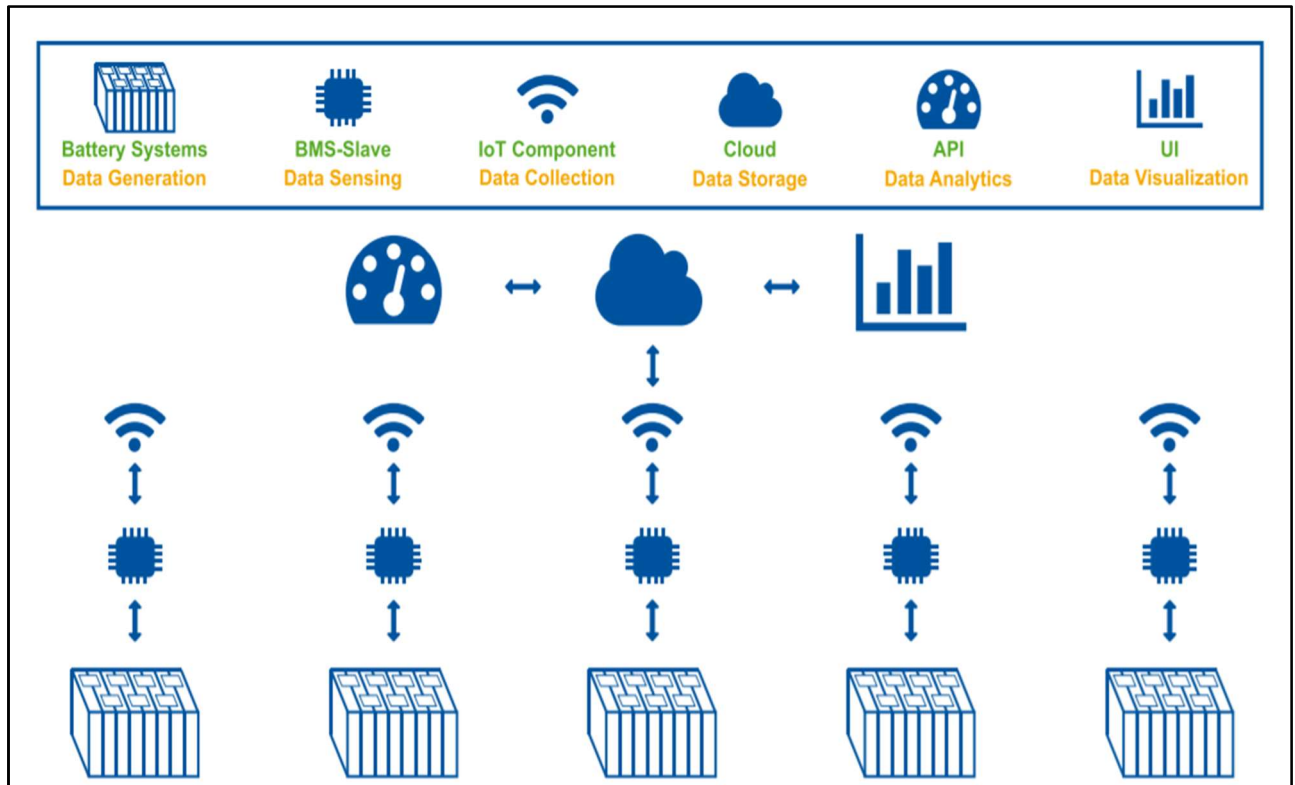 Battery Systems
Data Generation
BMS-Slave
Data Sensing
IoT Component
Data Collection
Cloud
Data Storage
API
Data Analytics
UI
Data Visualization